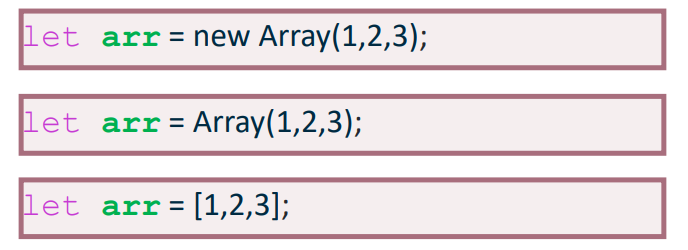 let arr = new Array(1,2,3);
let arr = Array(1,2,3);
let arr = [1,2,3];